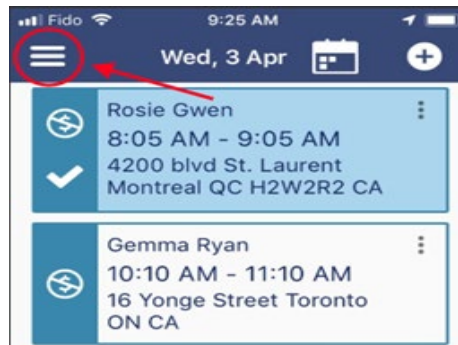 Fido 9:25 AM
Wed, 3 Apr
Rosie Gwen
8:05 AM - 9:05 AM
4200 blvd St. Laurent
Montreal QC H2W2R2 CA
Gemma Ryan
10:10 AM - 11:10 AM
16 Yonge Street Toronto
ON CA